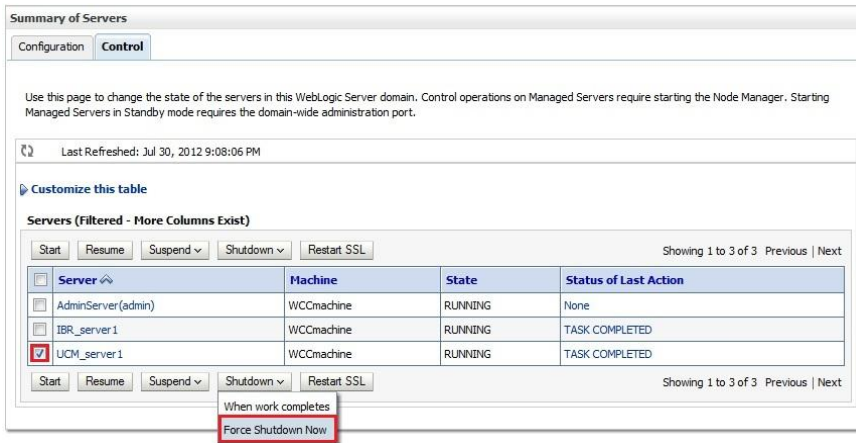 Summary of Servers
Configuration Control
Use this page to change the state of the servers in this WebLogic Server domain. Control operations on Managed Servers require starting the Node Manager. Starting
Managed Servers in Standby mode requires the domain-wide administration port.
Last Refreshed: Jul 30, 2012 9:08:06 PM
Customize this table
Servers (Filtered - More Columns Exist)
Start Resume Suspend Shutdown Restart SSL Showing 1 to 3 of 3 Previous | Next
Server Machine State Status of Last Action
AdminServer(admin) WCCmachine RUNNING None
IBR_server1 WCCmachine RUNNING TASK COMPLETED
UCM_server1 WCCmachine RUNNING TASK COMPLETED
Start Resume Suspend Shutdown Restart SSL Showing 1 to 3 of 3 Previous | Next
When work completes
Force Shutdown Now